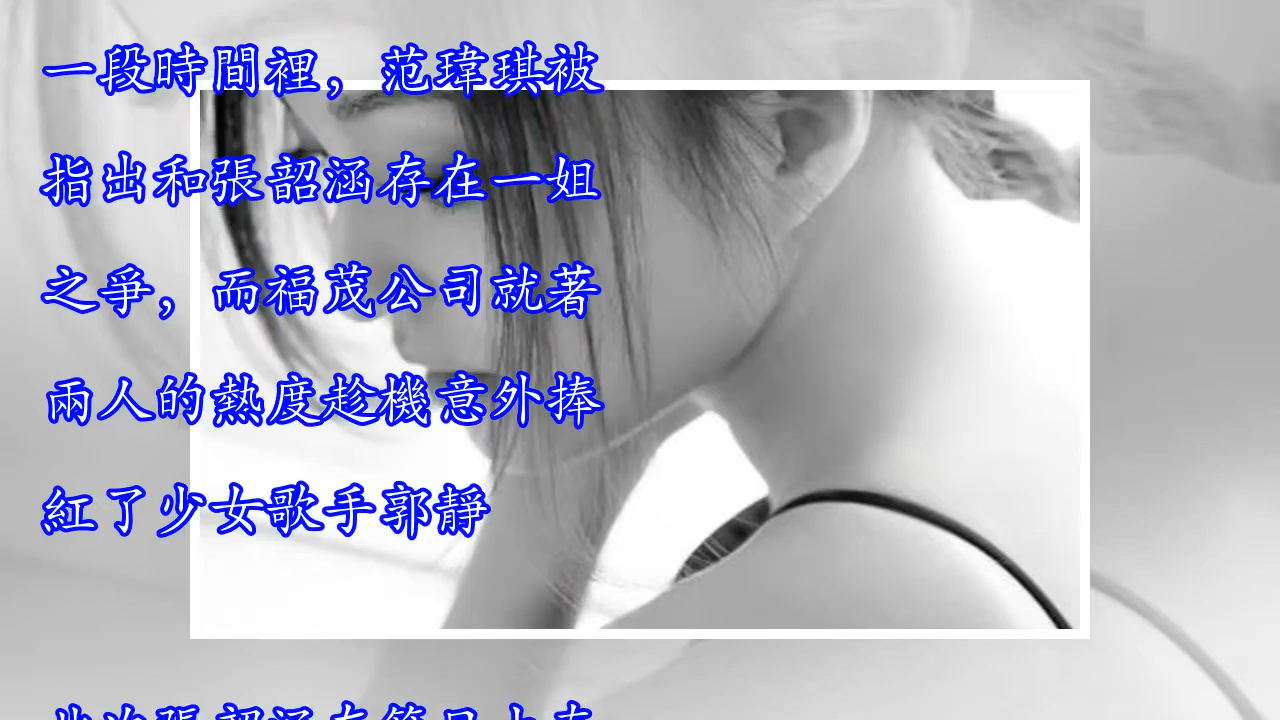 一段時間裡，范瑋琪被
指出和張韶涵存在一姐
之爭，而福茂公司就著
兩人的熱度趁機意外捧
紅了少女歌手郭靜